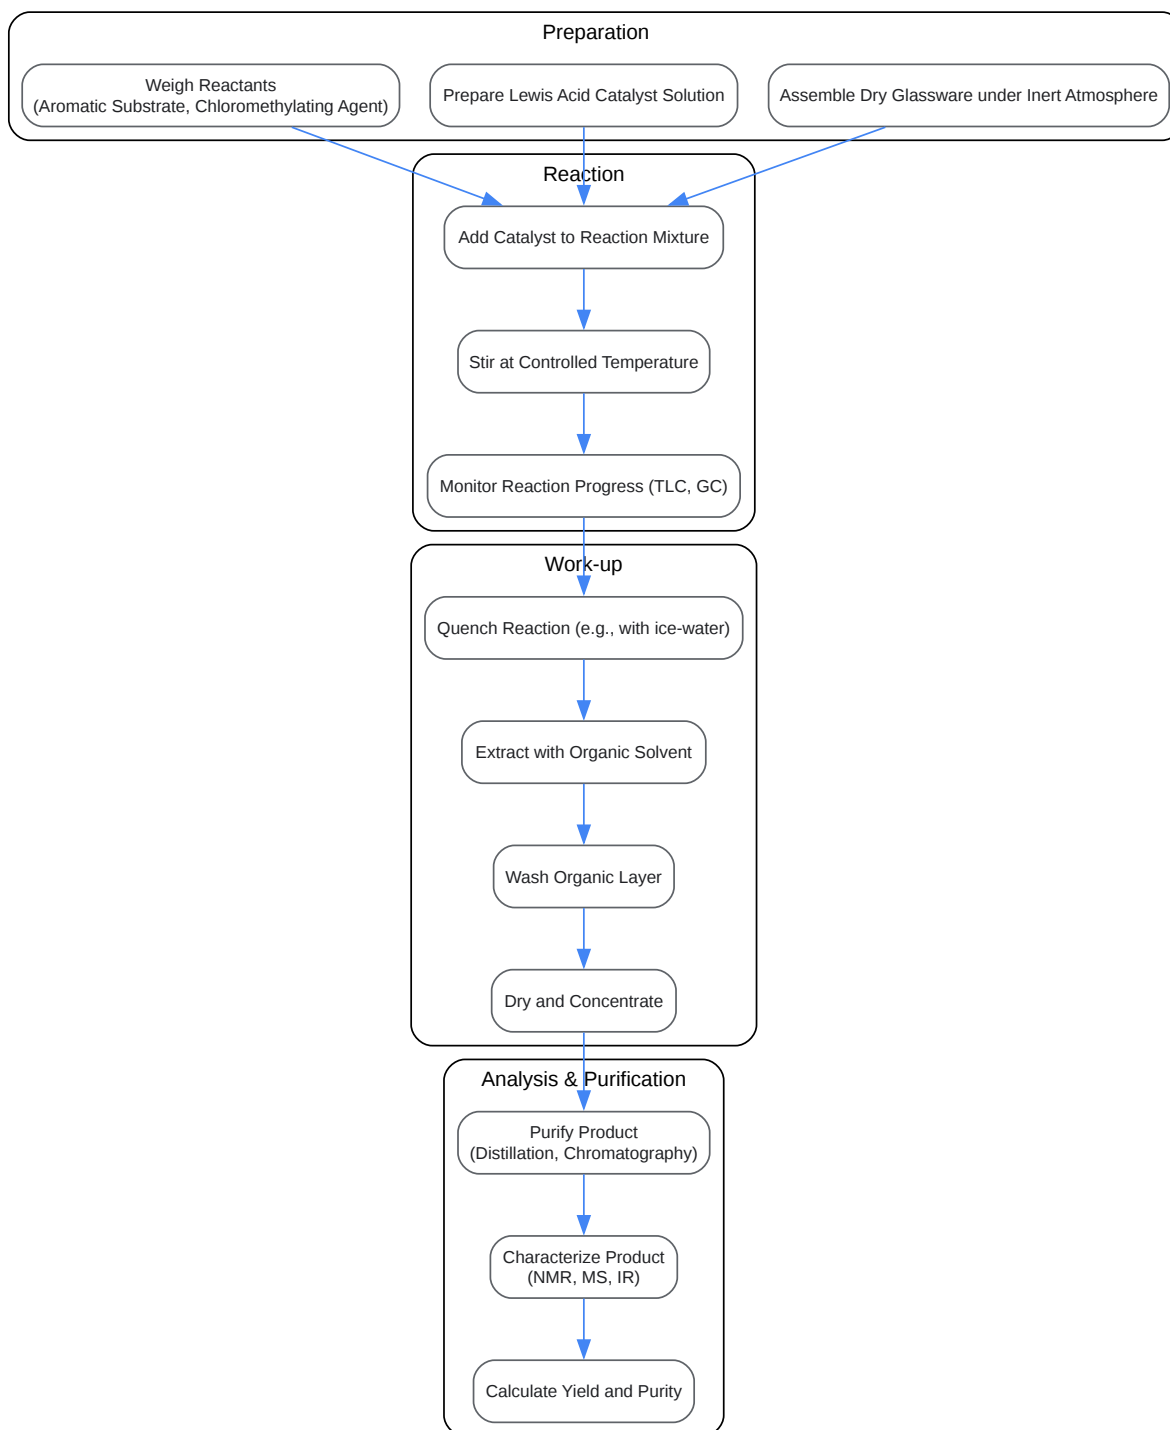 Preparation
Weigh Reactants
(Aromatic Substrate, Chloromethylating Agent)
Prepare Lewis Acid Catalyst Solution
Assemble Dry Glassware under Inert Atmosphere
Reaction
Add Catalyst to Reaction Mixture
Stir at Controlled Temperature
Monitor Reaction Progress (TLC, GC)
Work-up
Quench Reaction (e.g., with ice-water)
Extract with Organic Solvent
Wash Organic Layer
Dry and Concentrate
Analysis & Purification
Purify Product
(Distillation, Chromatography)
Characterize Product
(NMR, MS, IR)
Calculate Yield and Purity